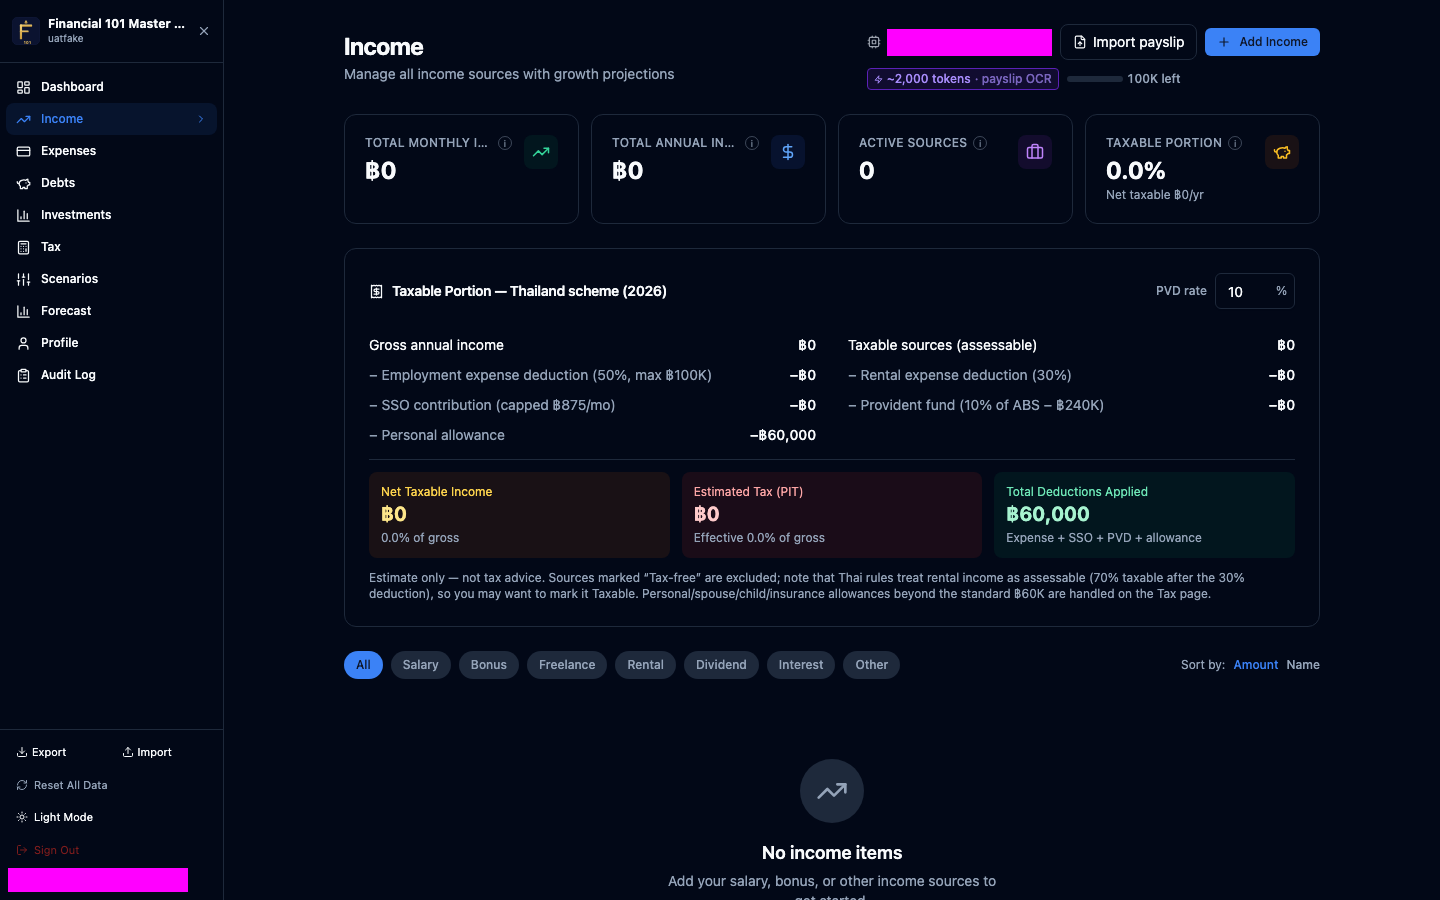 Financial 101 Master ...
uatfake
Dashboard
Income
Expenses
Debts
Investments
Tax
Scenarios
Forecast
Profile
Audit Log
Export
Import
Reset All Data
Light Mode
Sign Out
Income
Manage all income sources with growth projections
Import payslip
+ Add Income
~2,000 tokens · payslip OCR
100K left
TOTAL MONTHLY I...
฿0
TOTAL ANNUAL IN...
฿0
ACTIVE SOURCES
0
TAXABLE PORTION
0.0%
Net taxable ฿0/yr
Taxable Portion — Thailand scheme (2026)
PVD rate
10 %
Gross annual income ฿0
– Employment expense deduction (50%, max ฿100K) –฿0
– SSO contribution (capped ฿875/mo) –฿0
– Personal allowance –฿60,000
Taxable sources (assessable) ฿0
– Rental expense deduction (30%) –฿0
– Provident fund (10% of ABS – ฿240K) –฿0
Net Taxable Income
฿0
0.0% of gross
Estimated Tax (PIT)
฿0
Effective 0.0% of gross
Total Deductions Applied
฿60,000
Expense + SSO + PVD + allowance
Estimate only — not tax advice. Sources marked “Tax-free” are excluded; note that Thai rules treat rental income as assessable (70% taxable after the 30%
deduction), so you may want to mark it Taxable. Personal/spouse/child/insurance allowances beyond the standard ฿60K are handled on the Tax page.
All
Salary
Bonus
Freelance
Rental
Dividend
Interest
Other
Sort by: Amount Name
No income items
Add your salary, bonus, or other income sources to
get started